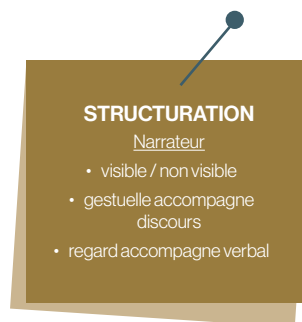 STRUCTURATION
Narrateur
• visible / non visible
• gestuelle accompagne
discours
• regard accompagne verbal